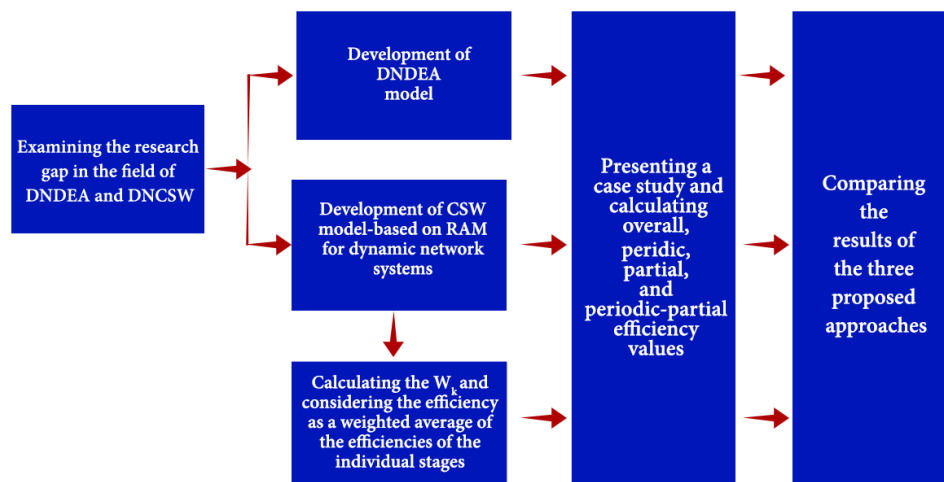 Examining the research
gap in the field of
DNDEA and DNCSW
Development of
DNDEA
model
Development of CSW
model-based on RAM
for dynamic network
systems
Calculating the Wk and
considering the efficiency
as a weighted average of
the efficiencies of the
individual stages
Presenting a
case study and
calculating
overall,
peridic,
partial,
and
periodic-partial
efficiency
values
Comparing
the
results of
the three
proposed
approaches